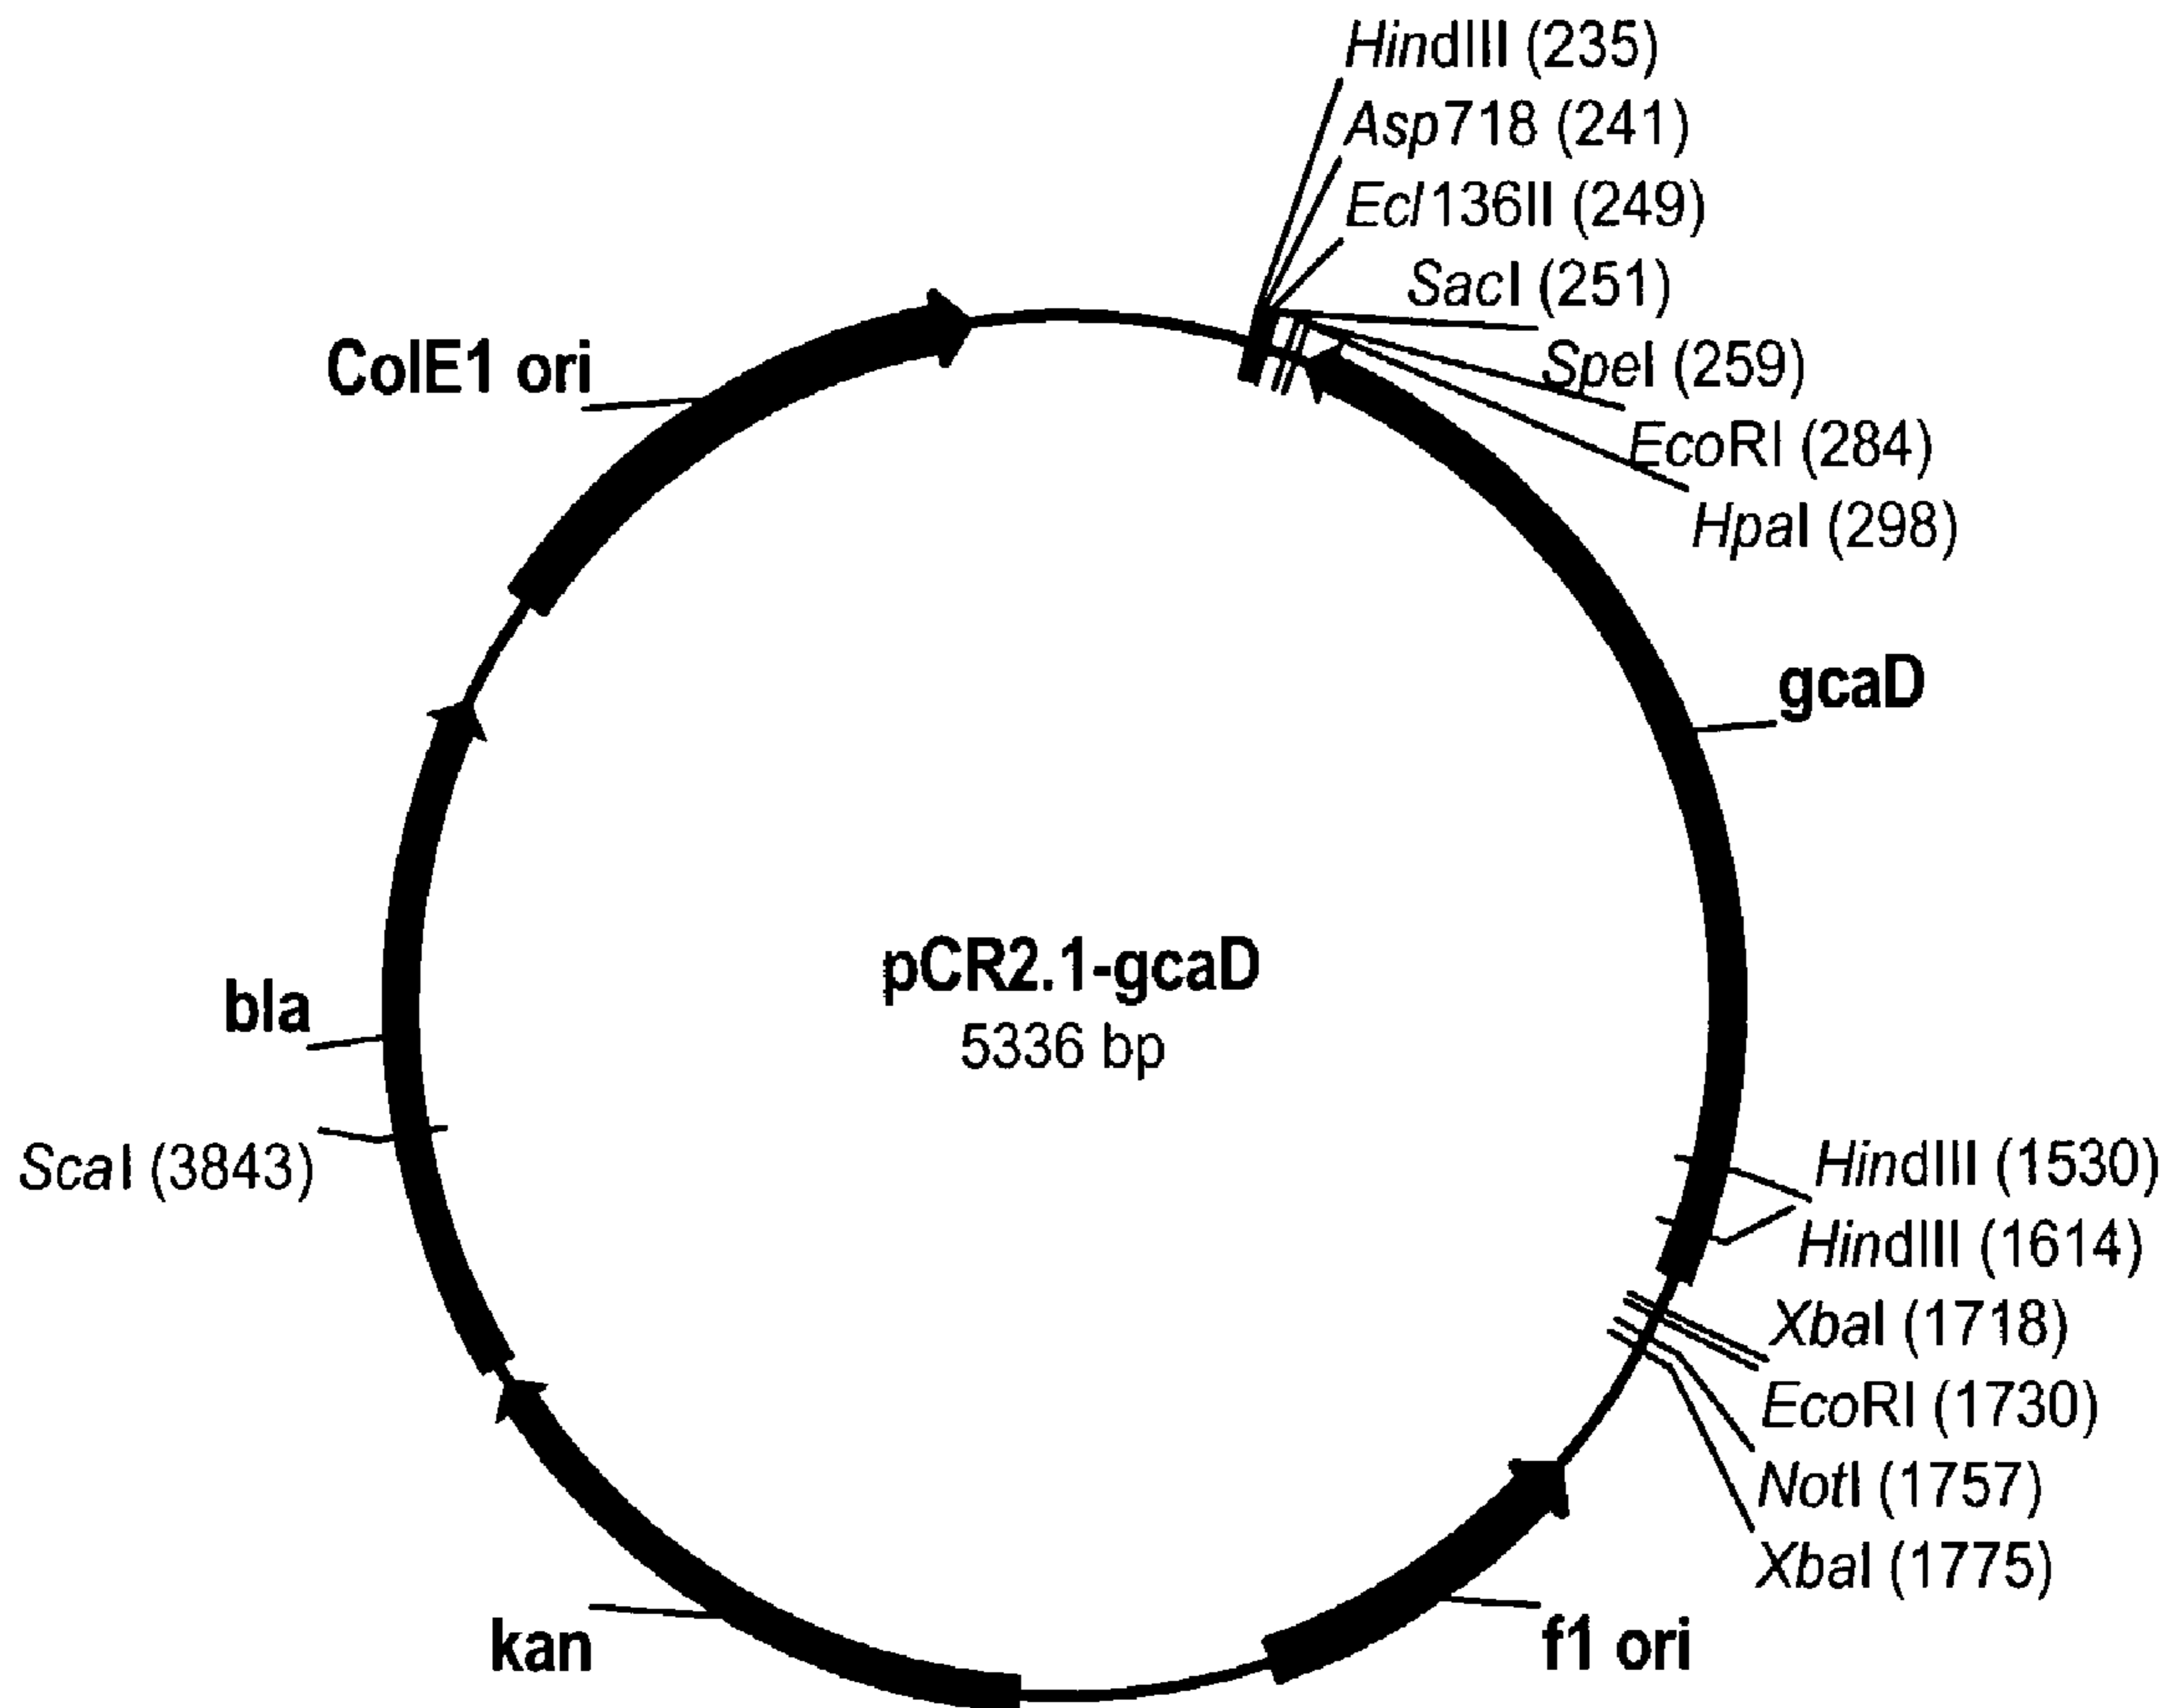 HindIII (235)
Asp718 (241)
Ecl136II (249)
SacI (251)
SpeI (259)
EcoRI (284)
HpaI (298)
ColE1 ori
gcaD
pCR2.1-gcaD
5336 bp
bla
ScaI (3843)
HindIII (1530)
HindIII (1614)
XbaI (1718)
EcoRI (1730)
NotI (1757)
XbaI (1775)
kan
f1 ori